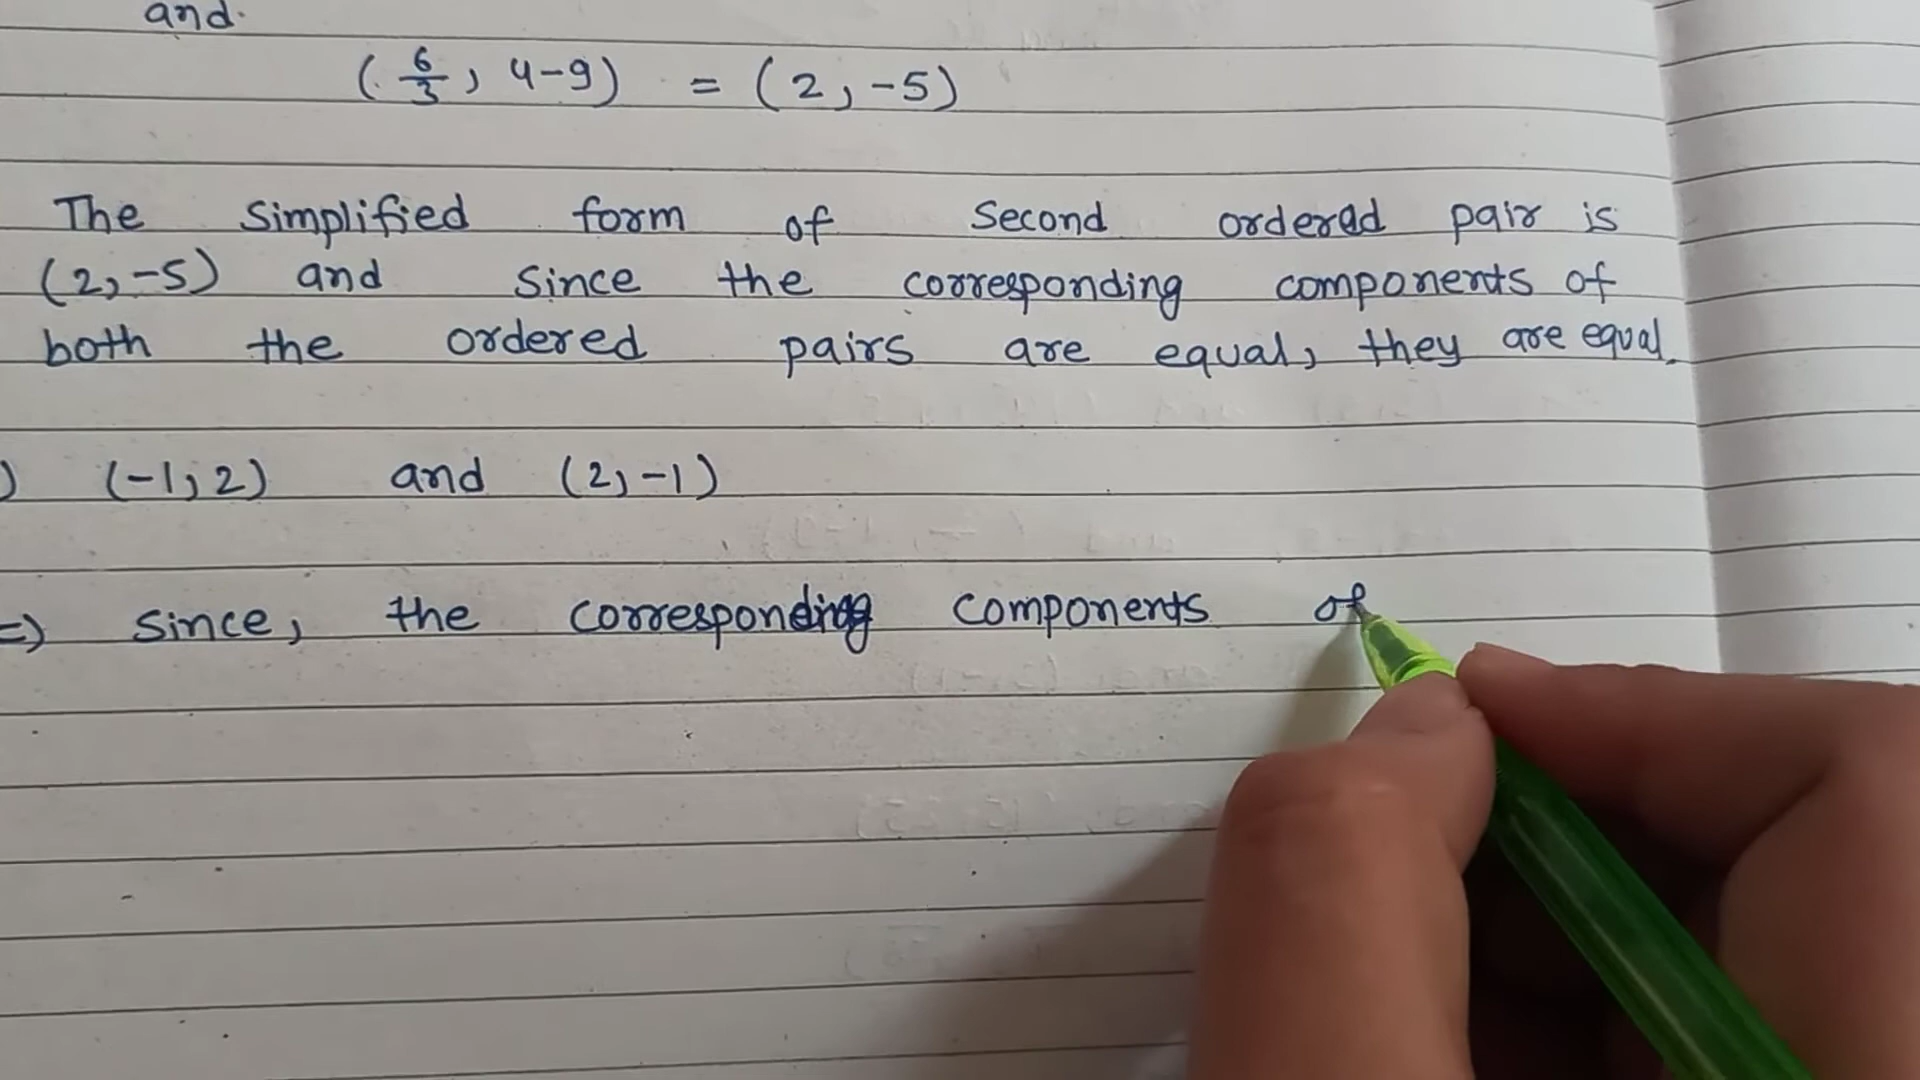 and.
(6/3, 4-9) = (2, -5)
The Simplified form of Second ordered pair is
(2, -5) and since the corresponding components of
both the ordered pairs are equal, they are equal.
) (-1, 2) and (2, -1)
=) since, the corresponding components of